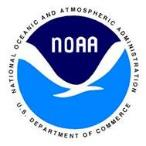 NATIONAL OCEANIC AND ATMOSPHERIC ADMINISTRATION
NOAA
U.S. DEPARTMENT OF COMMERCE